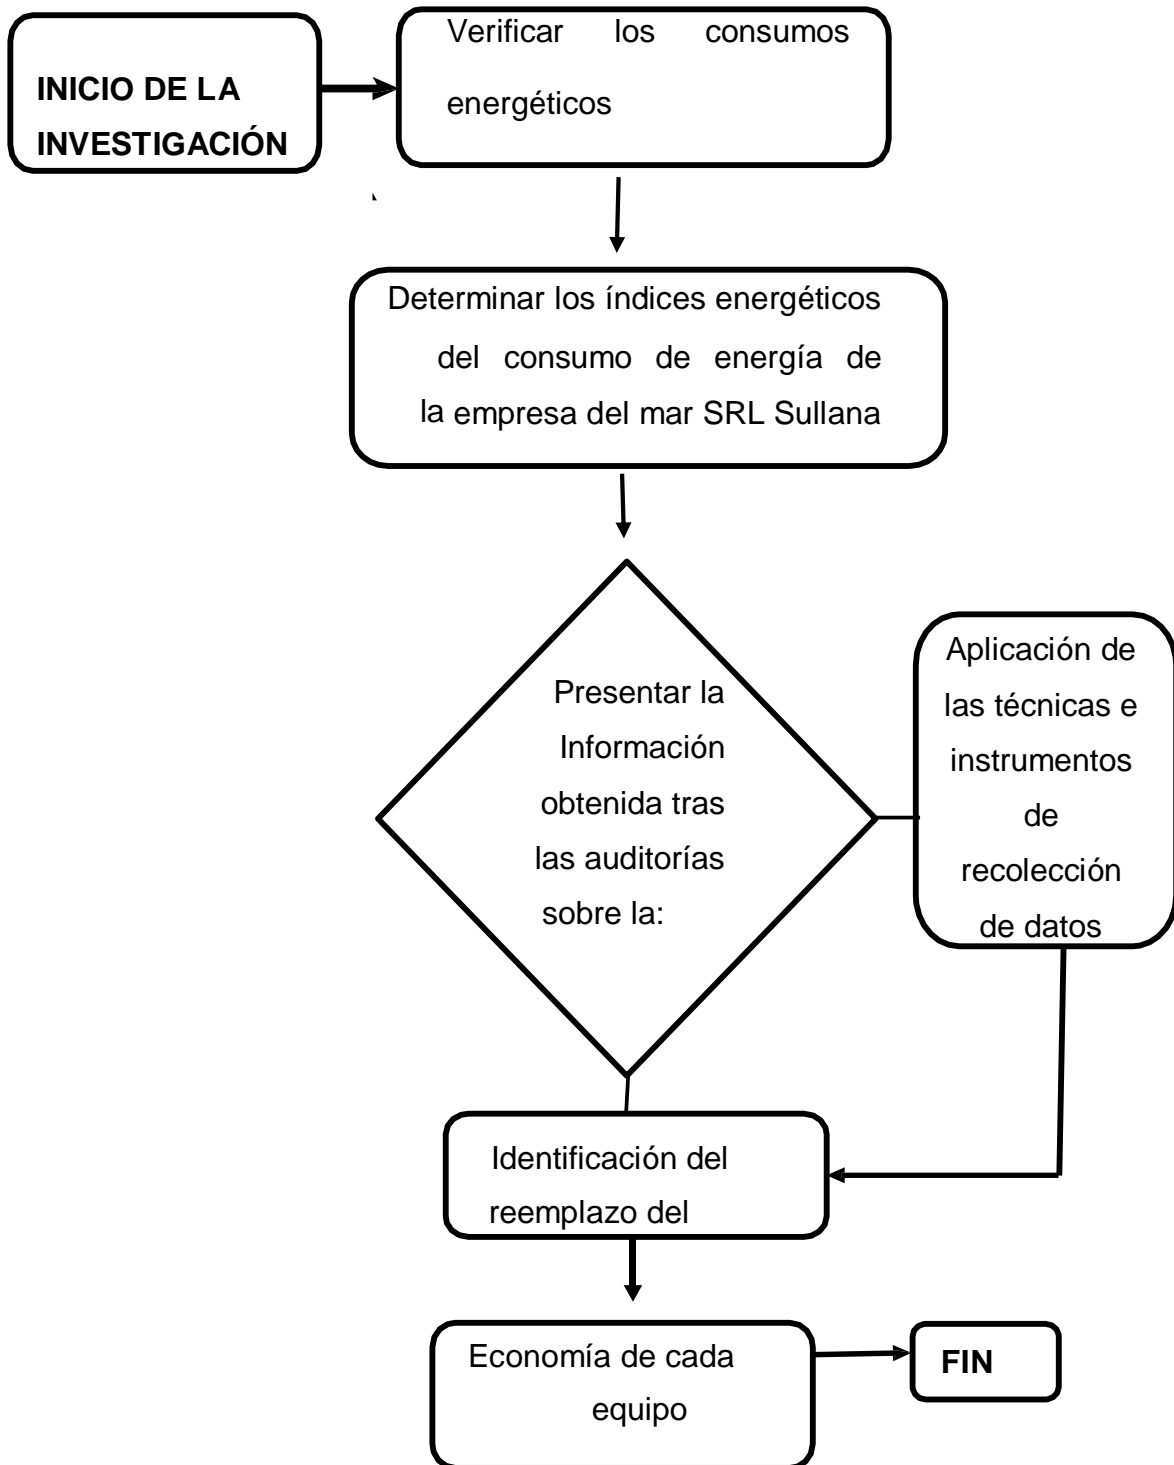 INICIO DE LA
INVESTIGACIÓN
Verificar los consumos
energéticos
Determinar los índices energéticos
del consumo de energía de
la empresa del mar SRL Sullana
Presentar la
Información
obtenida tras
las auditorías
sobre la:
Aplicación de
las técnicas e
instrumentos
de
recolección
de datos
Identificación del
reemplazo del
Economía de cada
equipo
FIN